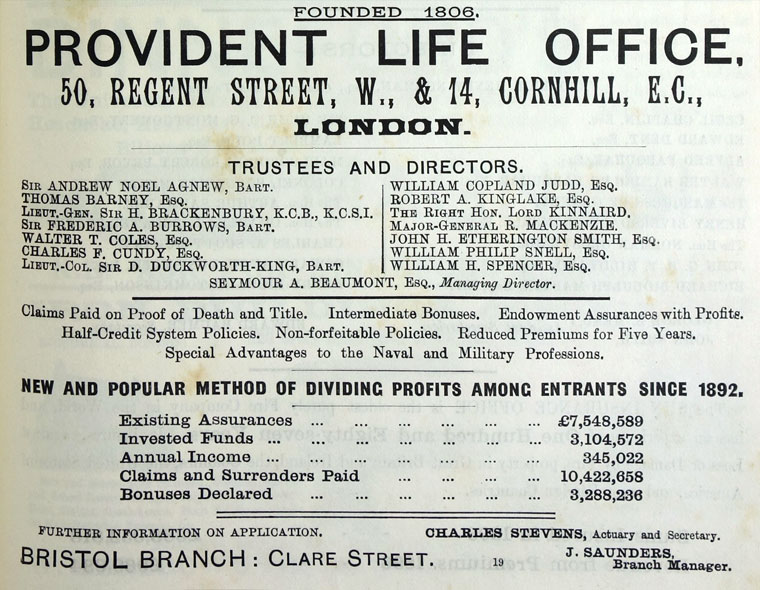 FOUNDED 1806.
PROVIDENT LIFE OFFICE,
50, REGENT STREET, W., & 14, CORNHILL, E.C.,
LONDON.
TRUSTEES AND DIRECTORS.
SIR ANDREW NOEL AGNEW, BART.
THOMAS BARNEY, ESQ.
LIEUT.-GEN. SIR H. BRACKENBURY, K.C.B., K.C.S.I.
SIR FREDERIC A. BURROWS, BART.
WALTER T. COLES, ESQ.
CHARLES F. CUNDY, ESQ.
LIEUT.-COL. SIR D. DUCKWORTH-KING, BART.
WILLIAM COPLAND JUDD, ESQ.
ROBERT A. KINGLAKE, ESQ.
THE RIGHT HON. LORD KINNAIRD.
MAJOR-GENERAL R. MACKENZIE.
JOHN H. ETHERINGTON SMITH, ESQ.
WILLIAM PHILIP SNELL, ESQ.
WILLIAM H. SPENCER, ESQ.
SEYMOUR A. BEAUMONT, ESQ., Managing Director.
Claims Paid on Proof of Death and Title. Intermediate Bonuses. Endowment Assurances with Profits.
Half-Credit System Policies. Non-forfeitable Policies. Reduced Premiums for Five Years.
Special Advantages to the Naval and Military Professions.
NEW AND POPULAR METHOD OF DIVIDING PROFITS AMONG ENTRANTS SINCE 1892.
Existing Assurances ... ... ... ... ... £7,548,589
Invested Funds ... ... ... ... ... ... 3,104,572
Annual Income ... ... ... ... ... ... 345,022
Claims and Surrenders Paid ... ... ... ... 10,422,658
Bonuses Declared ... ... ... ... ... 3,288,236
FURTHER INFORMATION ON APPLICATION.
CHARLES STEVENS, Actuary and Secretary.
BRISTOL BRANCH: CLARE STREET.
19
J. SAUNDERS,
Branch Manager.